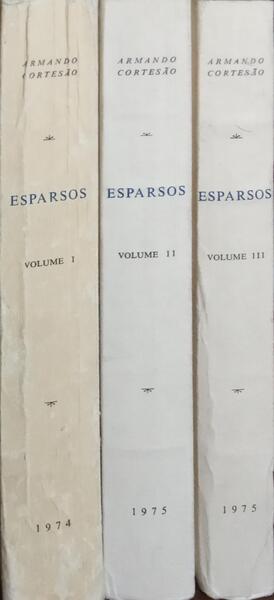 ARMANDO
CORTESÃO
ESPARSOS
VOLUME I
1974
ARMANDO
CORTESÃO
ESPARSOS
VOLUME II
1975
ARMANDO
CORTESÃO
ESPARSOS
VOLUME III
1975